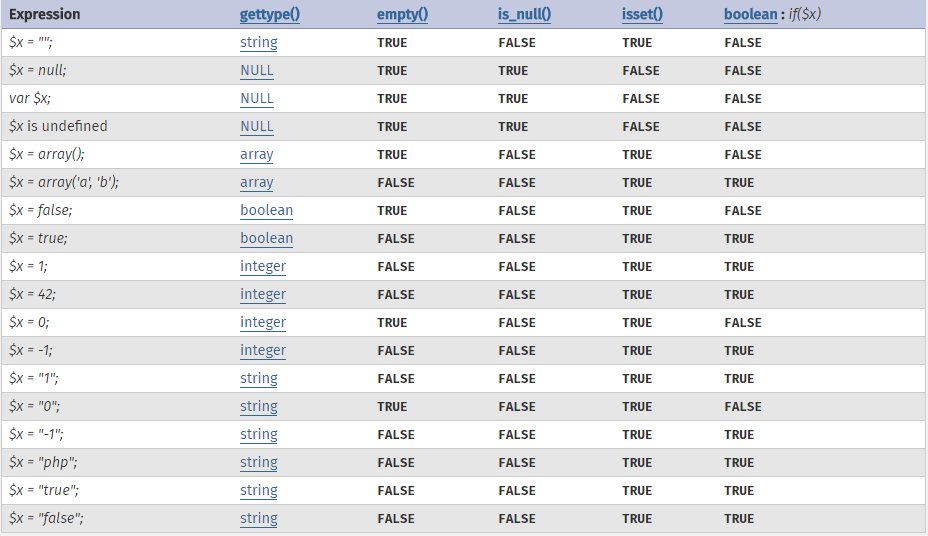 Expression gettype() empty() is_null() isset() boolean : if($x)
$x = ""; string TRUE FALSE TRUE FALSE
$x = null; NULL TRUE TRUE FALSE FALSE
var $x; NULL TRUE TRUE FALSE FALSE
$x is undefined NULL TRUE TRUE FALSE FALSE
$x = array(); array TRUE FALSE TRUE FALSE
$x = array('a', 'b'); array FALSE FALSE TRUE TRUE
$x = false; boolean TRUE FALSE TRUE FALSE
$x = true; boolean FALSE FALSE TRUE TRUE
$x = 1; integer FALSE FALSE TRUE TRUE
$x = 42; integer FALSE FALSE TRUE TRUE
$x = 0; integer TRUE FALSE TRUE FALSE
$x = -1; integer FALSE FALSE TRUE TRUE
$x = "1"; string FALSE FALSE TRUE TRUE
$x = "0"; string TRUE FALSE TRUE FALSE
$x = "-1"; string FALSE FALSE TRUE TRUE
$x = "php"; string FALSE FALSE TRUE TRUE
$x = "true"; string FALSE FALSE TRUE TRUE
$x = "false"; string FALSE FALSE TRUE TRUE